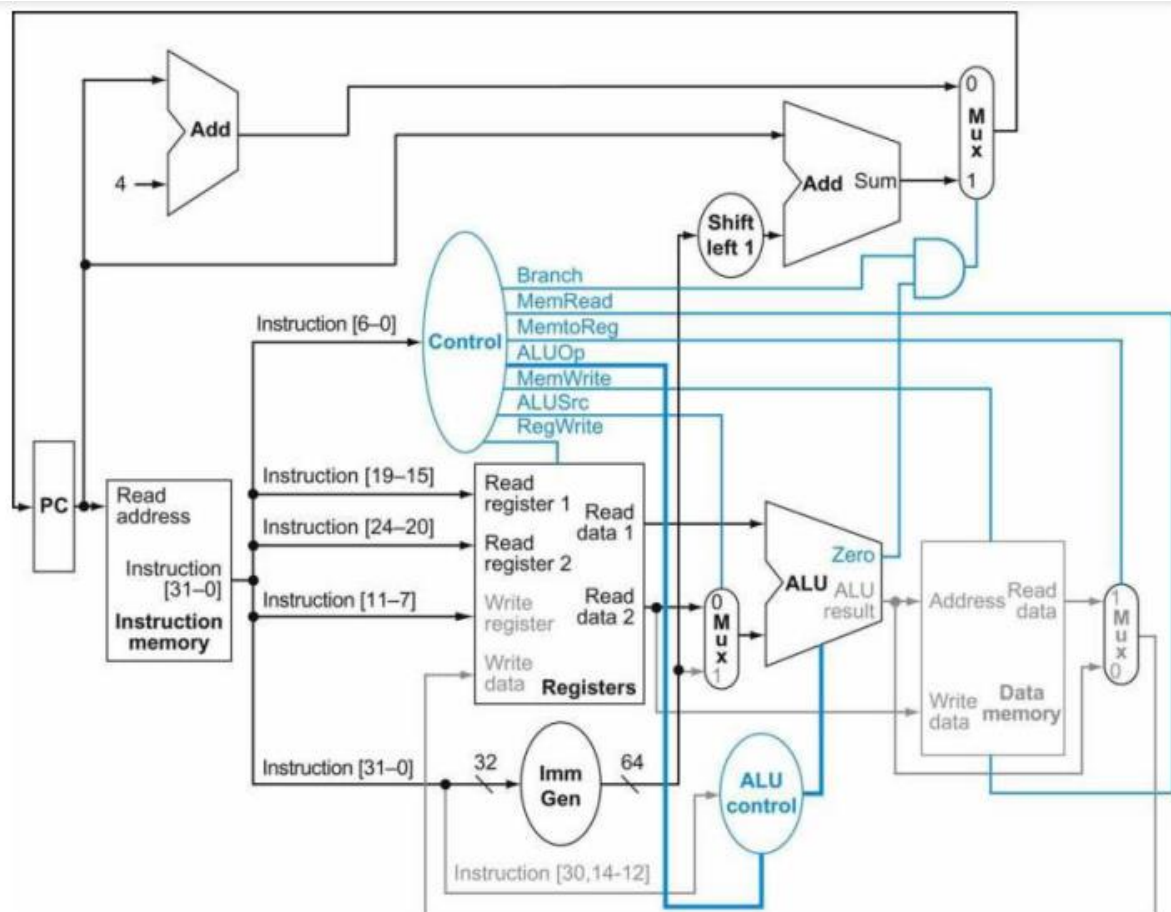 0
M
u
x
1
Add
4
Add Sum
Shift
left 1
Branch
MemRead
MemtoReg
ALUOp
MemWrite
ALUSrc
RegWrite
Control
Instruction [6–0]
PC
Read
address
Instruction
[31–0]
Instruction
memory
Instruction [19–15]
Instruction [24–20]
Instruction [11–7]
Instruction [31–0]
Read
register 1
Read
register 2
Write
register
Write
data
Read
data 1
Read
data 2
Registers
0
M
u
x
1
Zero
ALU
ALU
result
Address
Read
data
Write
data
Data
memory
1
M
u
x
0
32
Imm
Gen
64
ALU
control
Instruction [30,14-12]